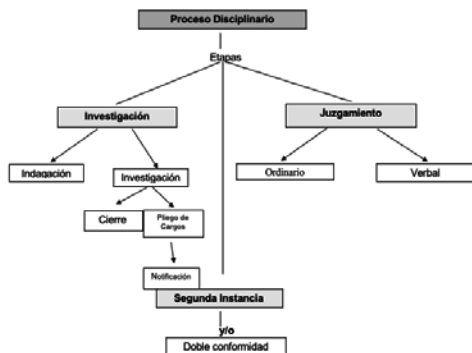 Proceso Disciplinario
Etapas
Investigación
Juzgamiento
Indagación
Investigación
Ordinario
Verbal
Cierre
Pliego de
Cargos
Notificación
Segunda Instancia
y/o
Doble conformidad